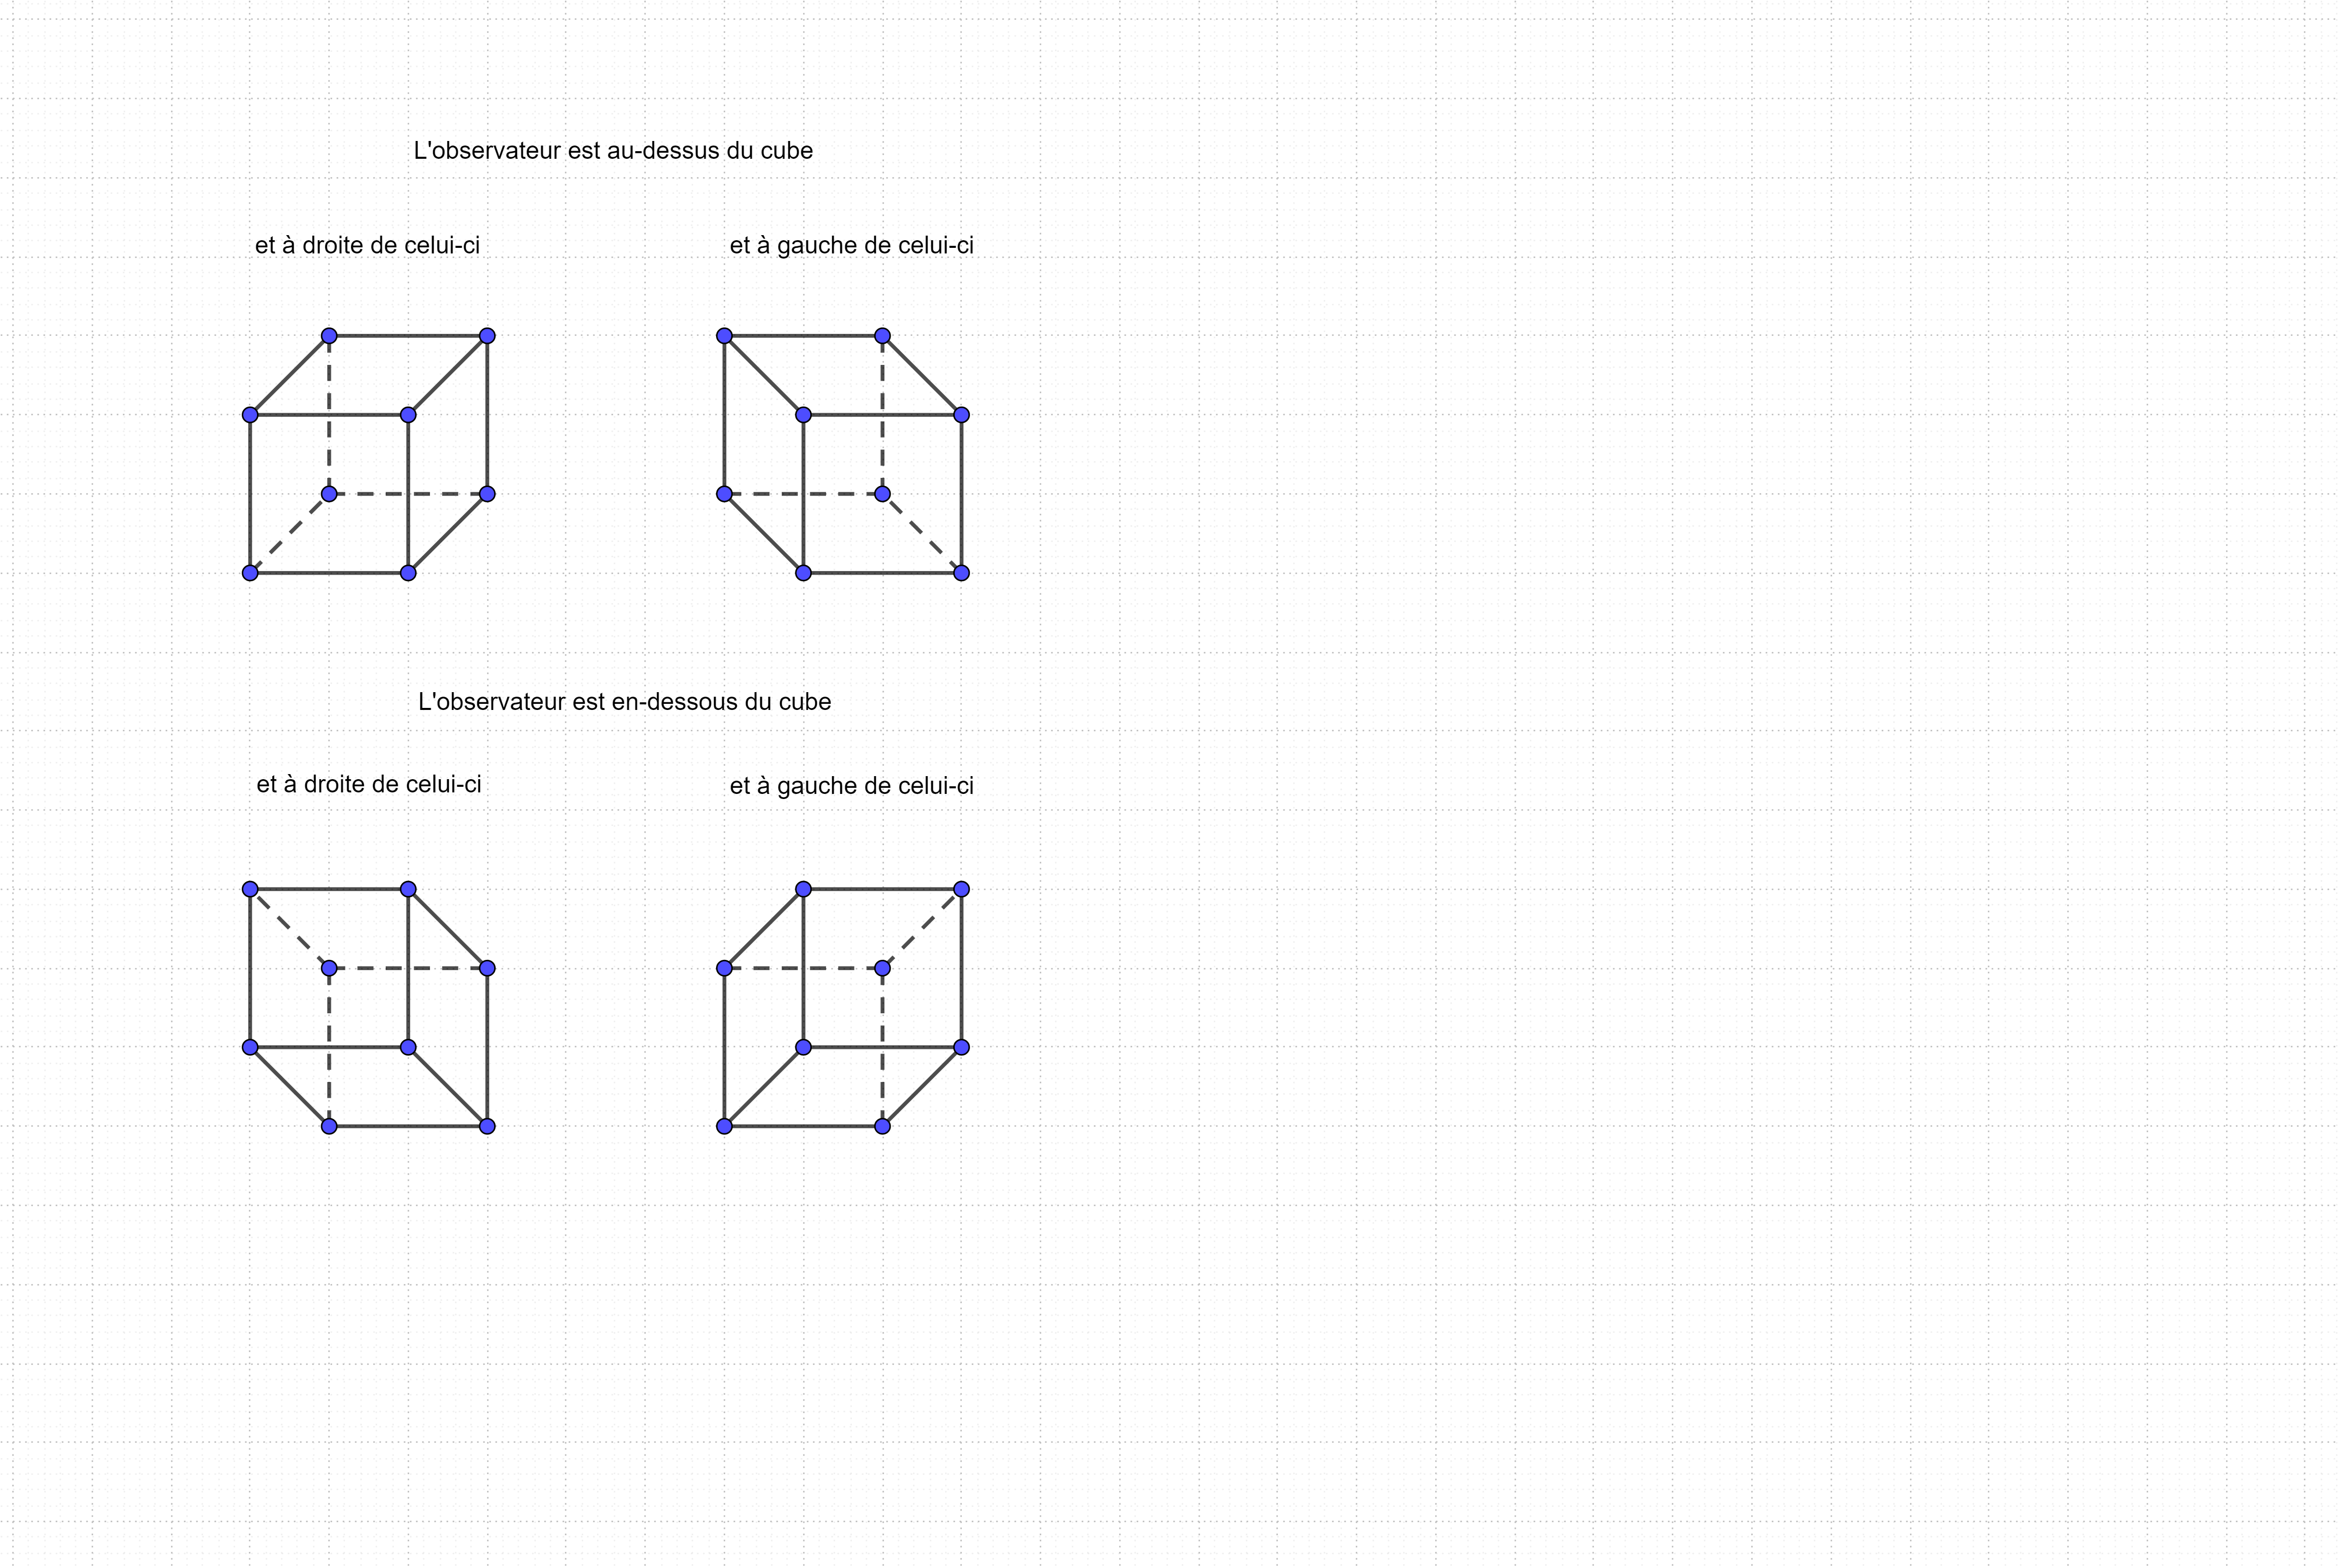 L'observateur est au-dessus du cube
et à droite de celui-ci
et à gauche de celui-ci
L'observateur est en-dessous du cube
et à droite de celui-ci
et à gauche de celui-ci